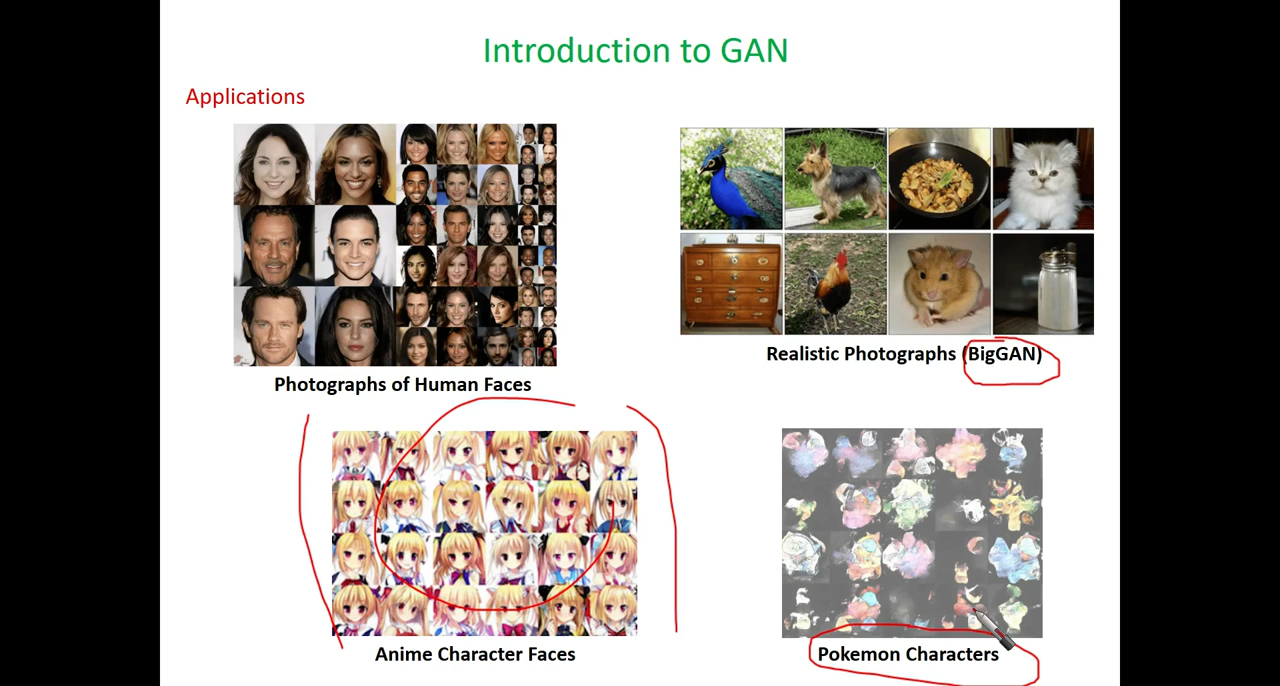 Introduction to GAN
Applications
Photographs of Human Faces
Realistic Photographs (BigGAN)
Anime Character Faces
Pokemon Characters